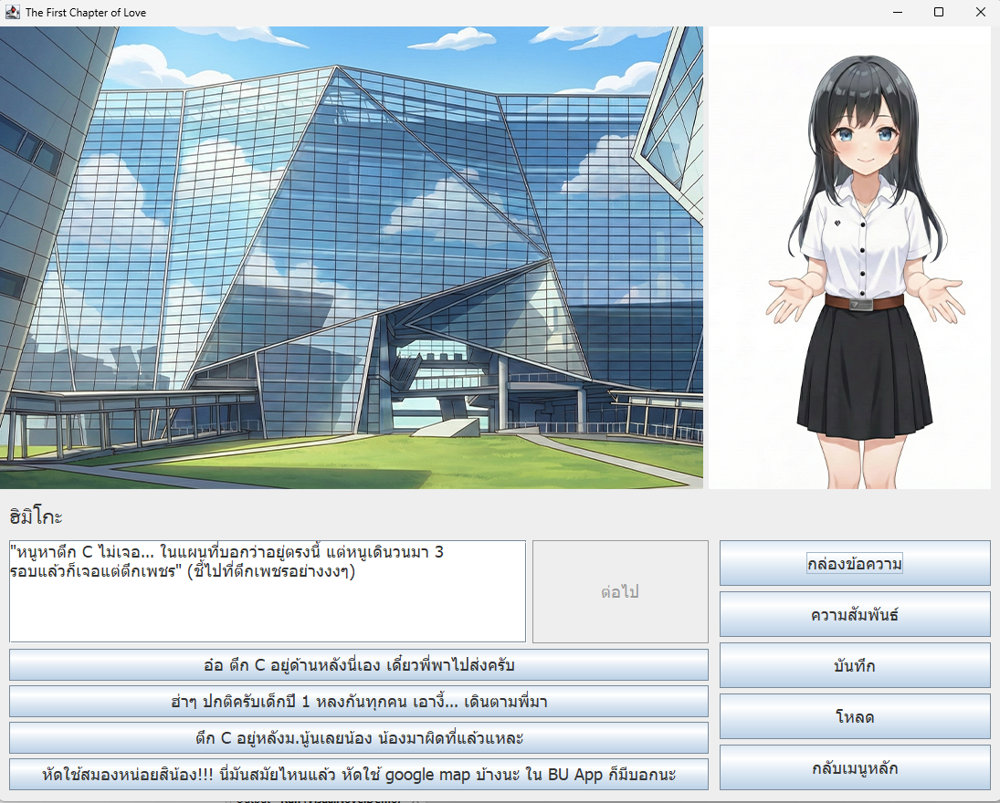 The First Chapter of Love
ฮิมิโกะ
"หนูหาตึก C ไม่เจอ... ในแผนที่บอกว่าอยู่ตรงนี้ แต่หนูเดินวนมา 3
รอบแล้วก็เจอแต่ตึกเพชร" (ชี้ไปที่ตึกเพชรอย่างงงๆ)
ต่อไป
อ๋อ ตึก C อยู่ด้านหลังนี่เอง เดี๋ยวพี่พาไปส่งครับ
ฮ่าๆ ปกติครับเด็กปี 1 หลงกันทุกคน เอางี้... เดินตามพี่มา
ตึก C อยู่หลังม.นู้นเลยน้อง น้องมาผิดที่แล้วแหละ
หัดใช้สมองหน่อยสิน้อง!!! นี่มันสมัยไหนแล้ว หัดใช้ google map บ้างนะ ใน BU App ก็มีบอกนะ
กล่องข้อความ
ความสัมพันธ์
บันทึก
โหลด
กลับเมนูหลัก